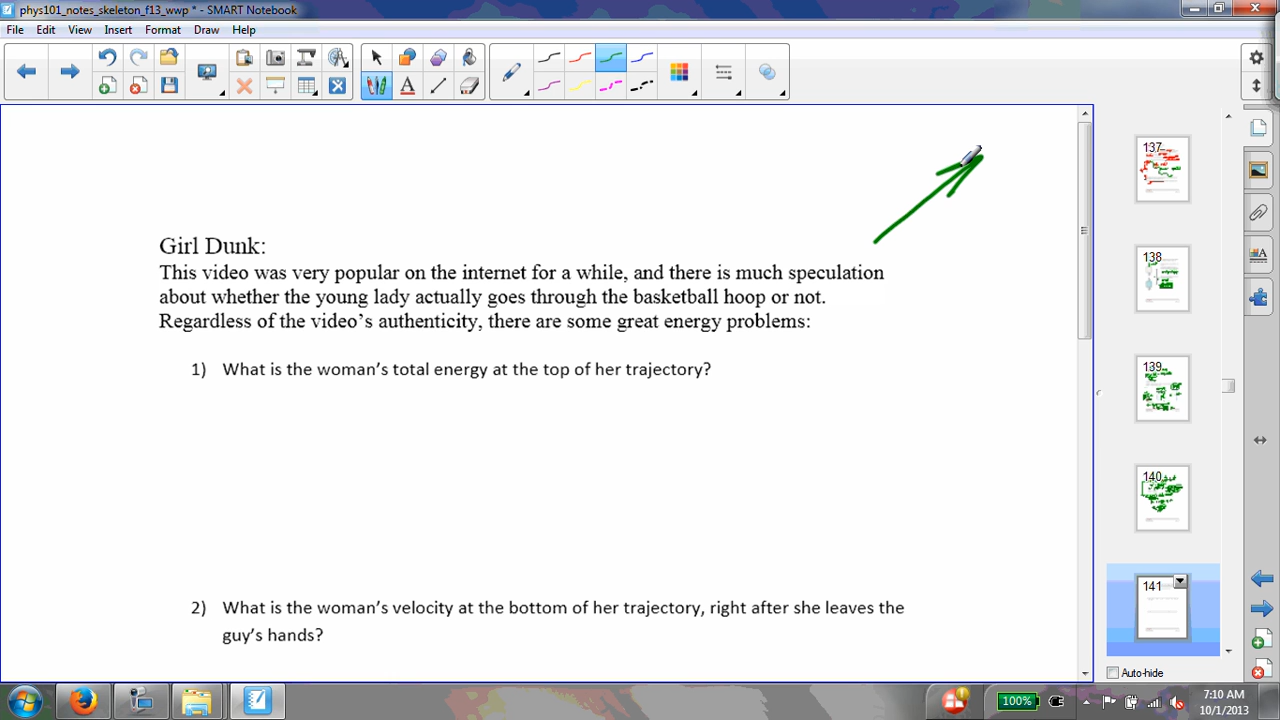 phys101_notes_skeleton_f13_wwp * - SMART Notebook
File Edit View Insert Format Draw Help
137
138
139
140
141
Girl Dunk:
This video was very popular on the internet for a while, and there is much speculation
about whether the young lady actually goes through the basketball hoop or not.
Regardless of the video's authenticity, there are some great energy problems:
1) What is the woman's total energy at the top of her trajectory?
2) What is the woman's velocity at the bottom of her trajectory, right after she leaves the
guy's hands?
Auto-hide
100%
7:10 AM
10/1/2013